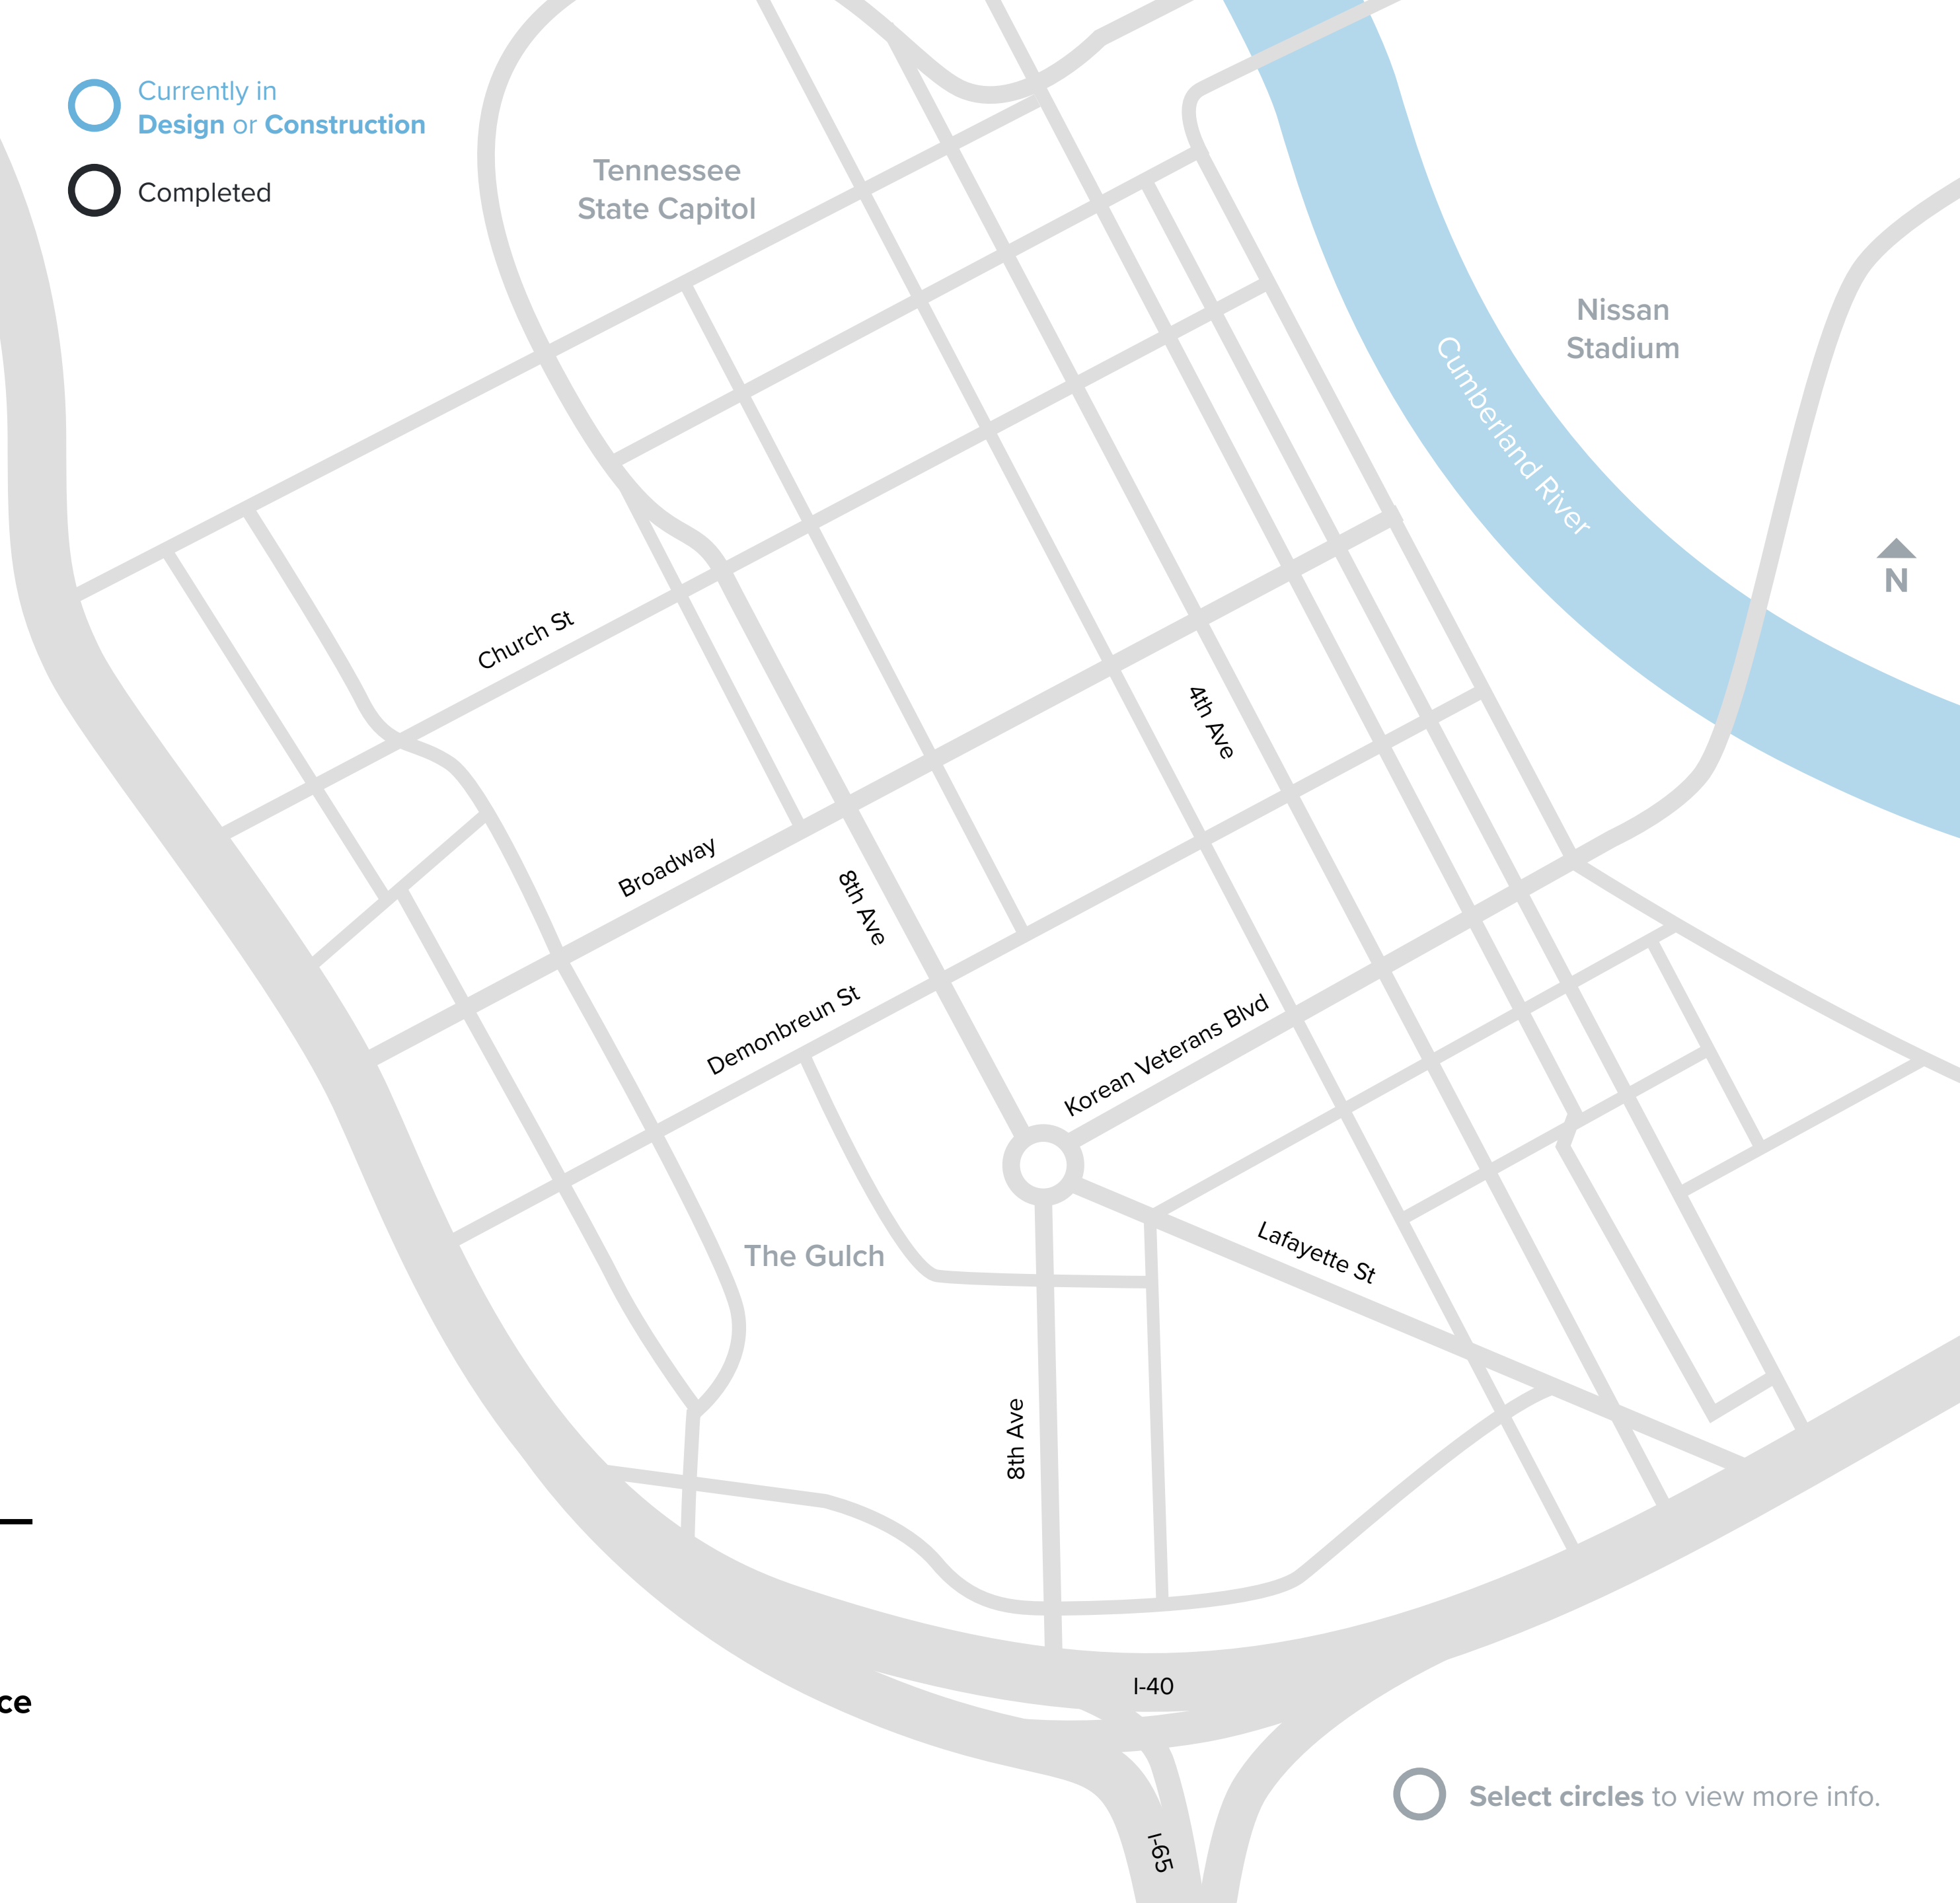 Currently in
Design or Construction
Completed
Tennessee
State Capitol
Nissan
Stadium
Cumberland River
N
Church St
4th Ave
Broadway
8th Ave
Demonbreun St
Korean Veterans Blvd
The Gulch
Lafayette St
8th Ave
I-40
ce
Select circles to view more info.
I-65